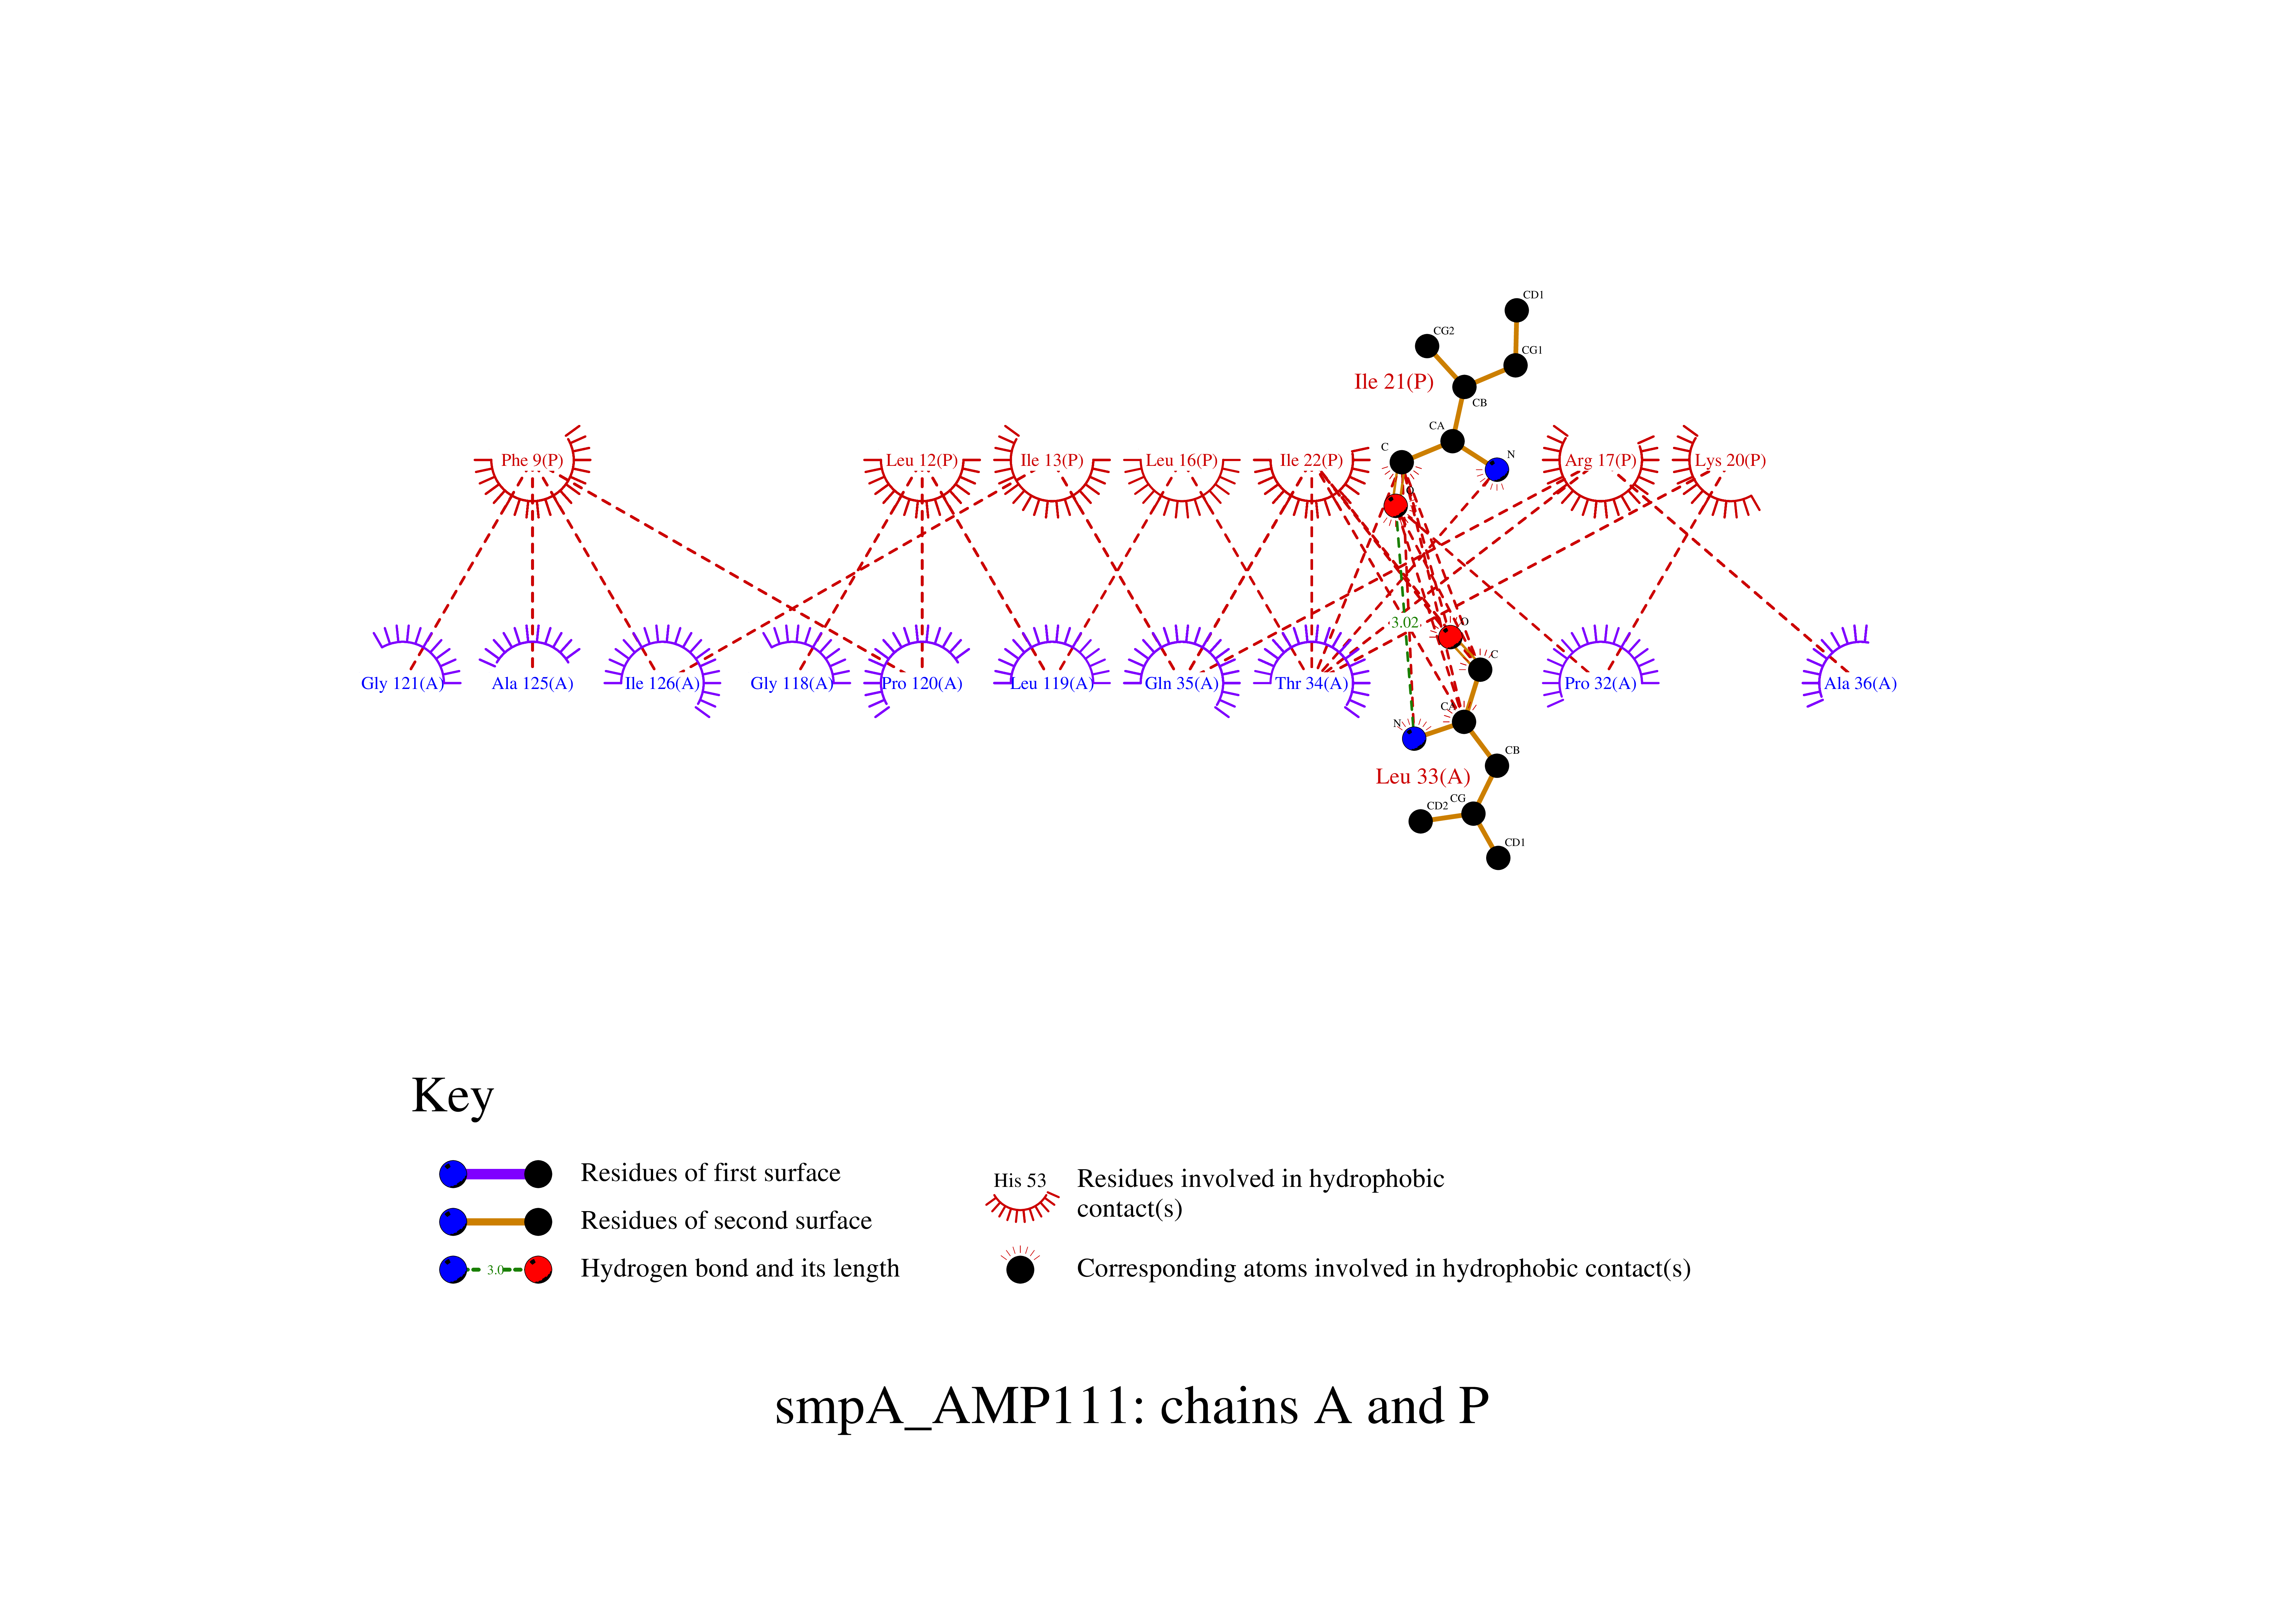 CD1
CG2
CG1
Ile 21(P)
CB
CA
C
N
Phe 9(P)
Leu 12(P)
Ile 13(P)
Leu 16(P)
Ile 22(P)
Arg 17(P)
Lys 20(P)
O
3.02
O
C
Gly 121(A)
Ala 125(A)
Ile 126(A)
Gly 118(A)
Pro 120(A)
Leu 119(A)
Gln 35(A)
Thr 34(A)
Pro 32(A)
Ala 36(A)
CA
N
CB
Leu 33(A)
CG
CD2
CD1
Key
Residues of first surface
Residues of second surface
3.0
Hydrogen bond and its length
His 53
Residues involved in hydrophobic
contact(s)
Corresponding atoms involved in hydrophobic contact(s)
smpA_AMP111: chains A and P